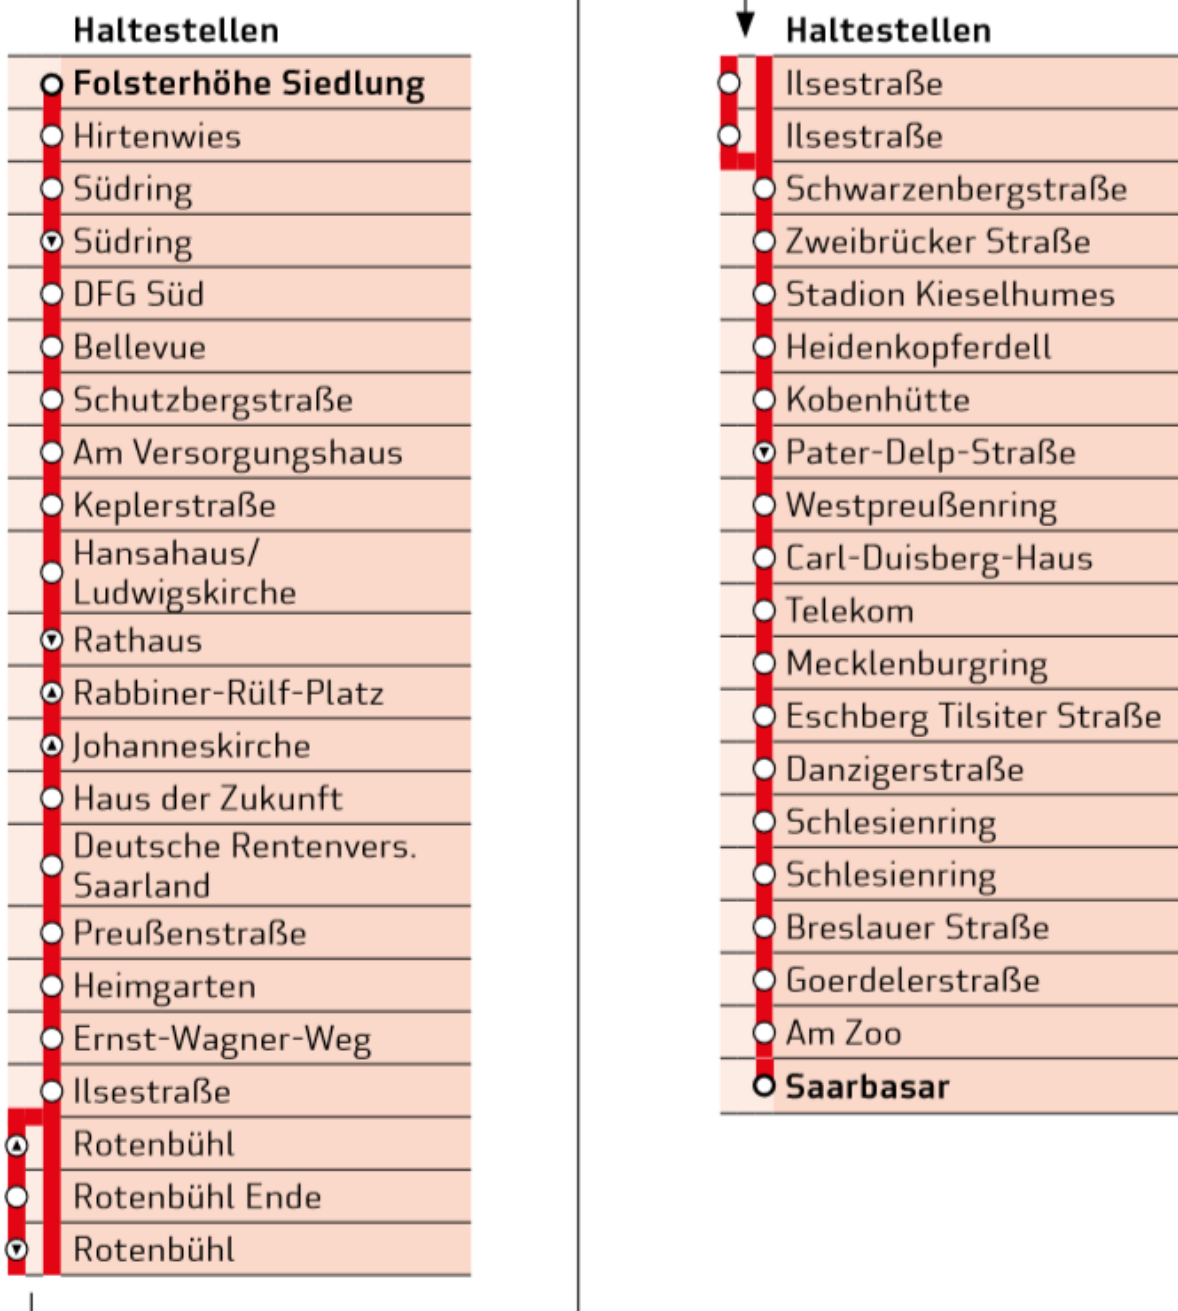 Haltestellen
Folsterhöhe Siedlung
Hirtenwies
Südring
Südring
DFG Süd
Bellevue
Schutzbergstraße
Am Versorgungshaus
Keplerstraße
Hansahaus/
Ludwigskirche
Rathaus
Rabbiner-Rülf-Platz
Johanneskirche
Haus der Zukunft
Deutsche Rentenvers.
Saarland
Preußenstraße
Heimgarten
Ernst-Wagner-Weg
Ilsestraße
Rotenbühl
Rotenbühl Ende
Rotenbühl
Haltestellen
Ilsestraße
Ilsestraße
Schwarzenbergstraße
Zweibrücker Straße
Stadion Kieselhumes
Heidenkopferdell
Kobenhütte
Pater-Delp-Straße
Westpreußenring
Carl-Duisberg-Haus
Telekom
Mecklenburgring
Eschberg Tilsiter Straße
Danzigerstraße
Schlesienring
Schlesienring
Breslauer Straße
Goerdelerstraße
Am Zoo
Saarbasar